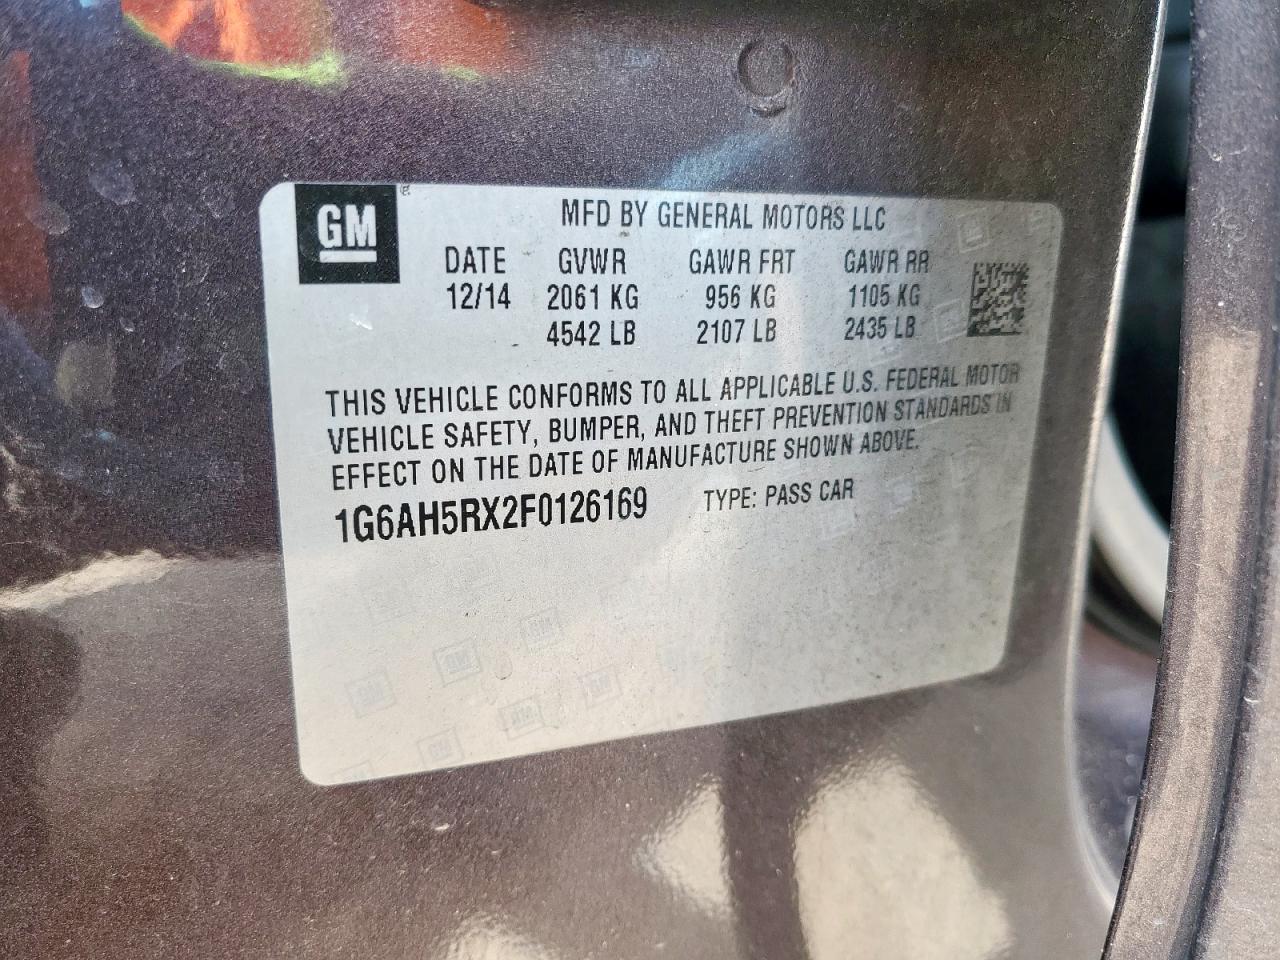 GM
MFD BY GENERAL MOTORS LLC
DATE GVWR GAWR FRT GAWR RR
12/14 2061 KG 956 KG 1105 KG
4542 LB 2107 LB 2435 LB
THIS VEHICLE CONFORMS TO ALL APPLICABLE U.S. FEDERAL MOTOR
VEHICLE SAFETY, BUMPER, AND THEFT PREVENTION STANDARDS IN
EFFECT ON THE DATE OF MANUFACTURE SHOWN ABOVE.
1G6AH5RX2F0126169 TYPE: PASS CAR